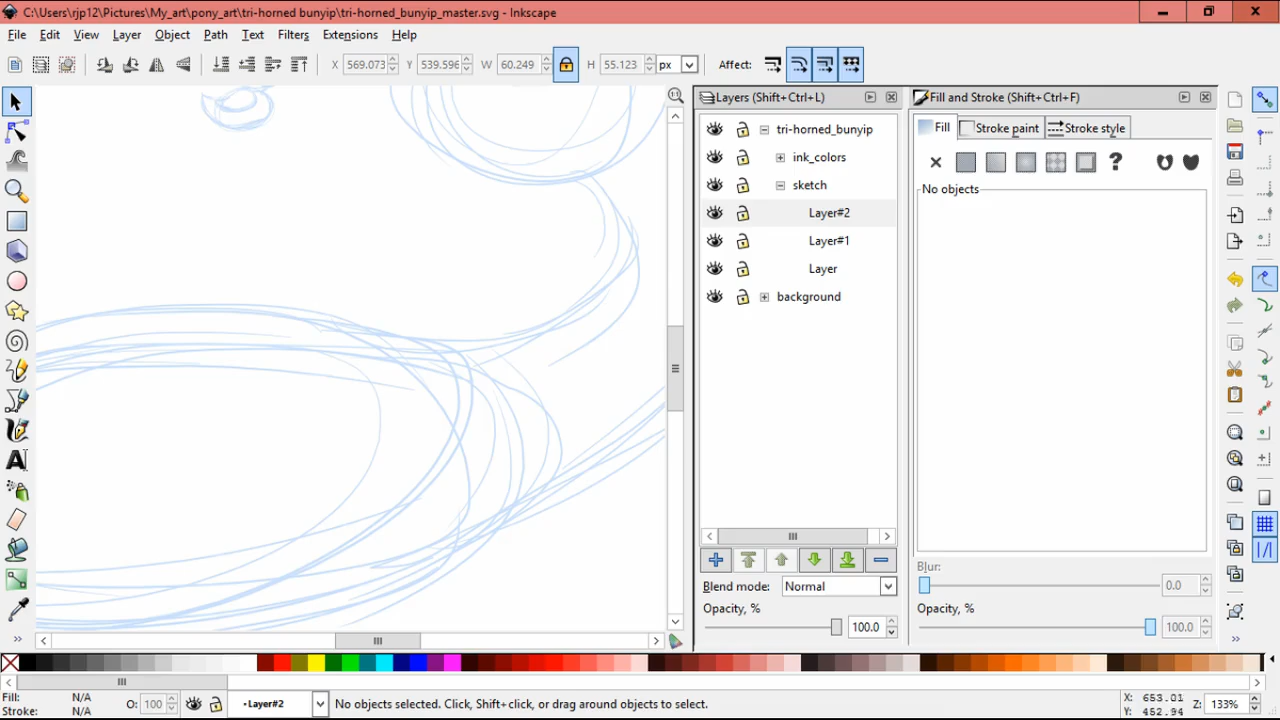 C:\Users\rjp12\Pictures\My_art\pony_art\tri-horned bunyip\tri-horned_bunyip_master.svg - Inkscape
File Edit View Layer Object Path Text Filters Extensions Help
X 569.073 Y 539.596 W 60.249 H 55.123 px Affect:
Layers (Shift+Ctrl+L) Fill and Stroke (Shift+Ctrl+F)
tri-horned_bunyip
ink_colors
sketch
Layer#2
Layer#1
Layer
background
Blend mode: Normal
Opacity, % 100.0
Fill Stroke paint Stroke style
?
No objects
Blur: 0.0
Opacity, % 100.0
1:1
A
Fill: N/A
Stroke: N/A
O: 100
•Layer#2
No objects selected. Click, Shift+click, or drag around objects to select.
X: 653.01
Y: 452.94
Z: 133%